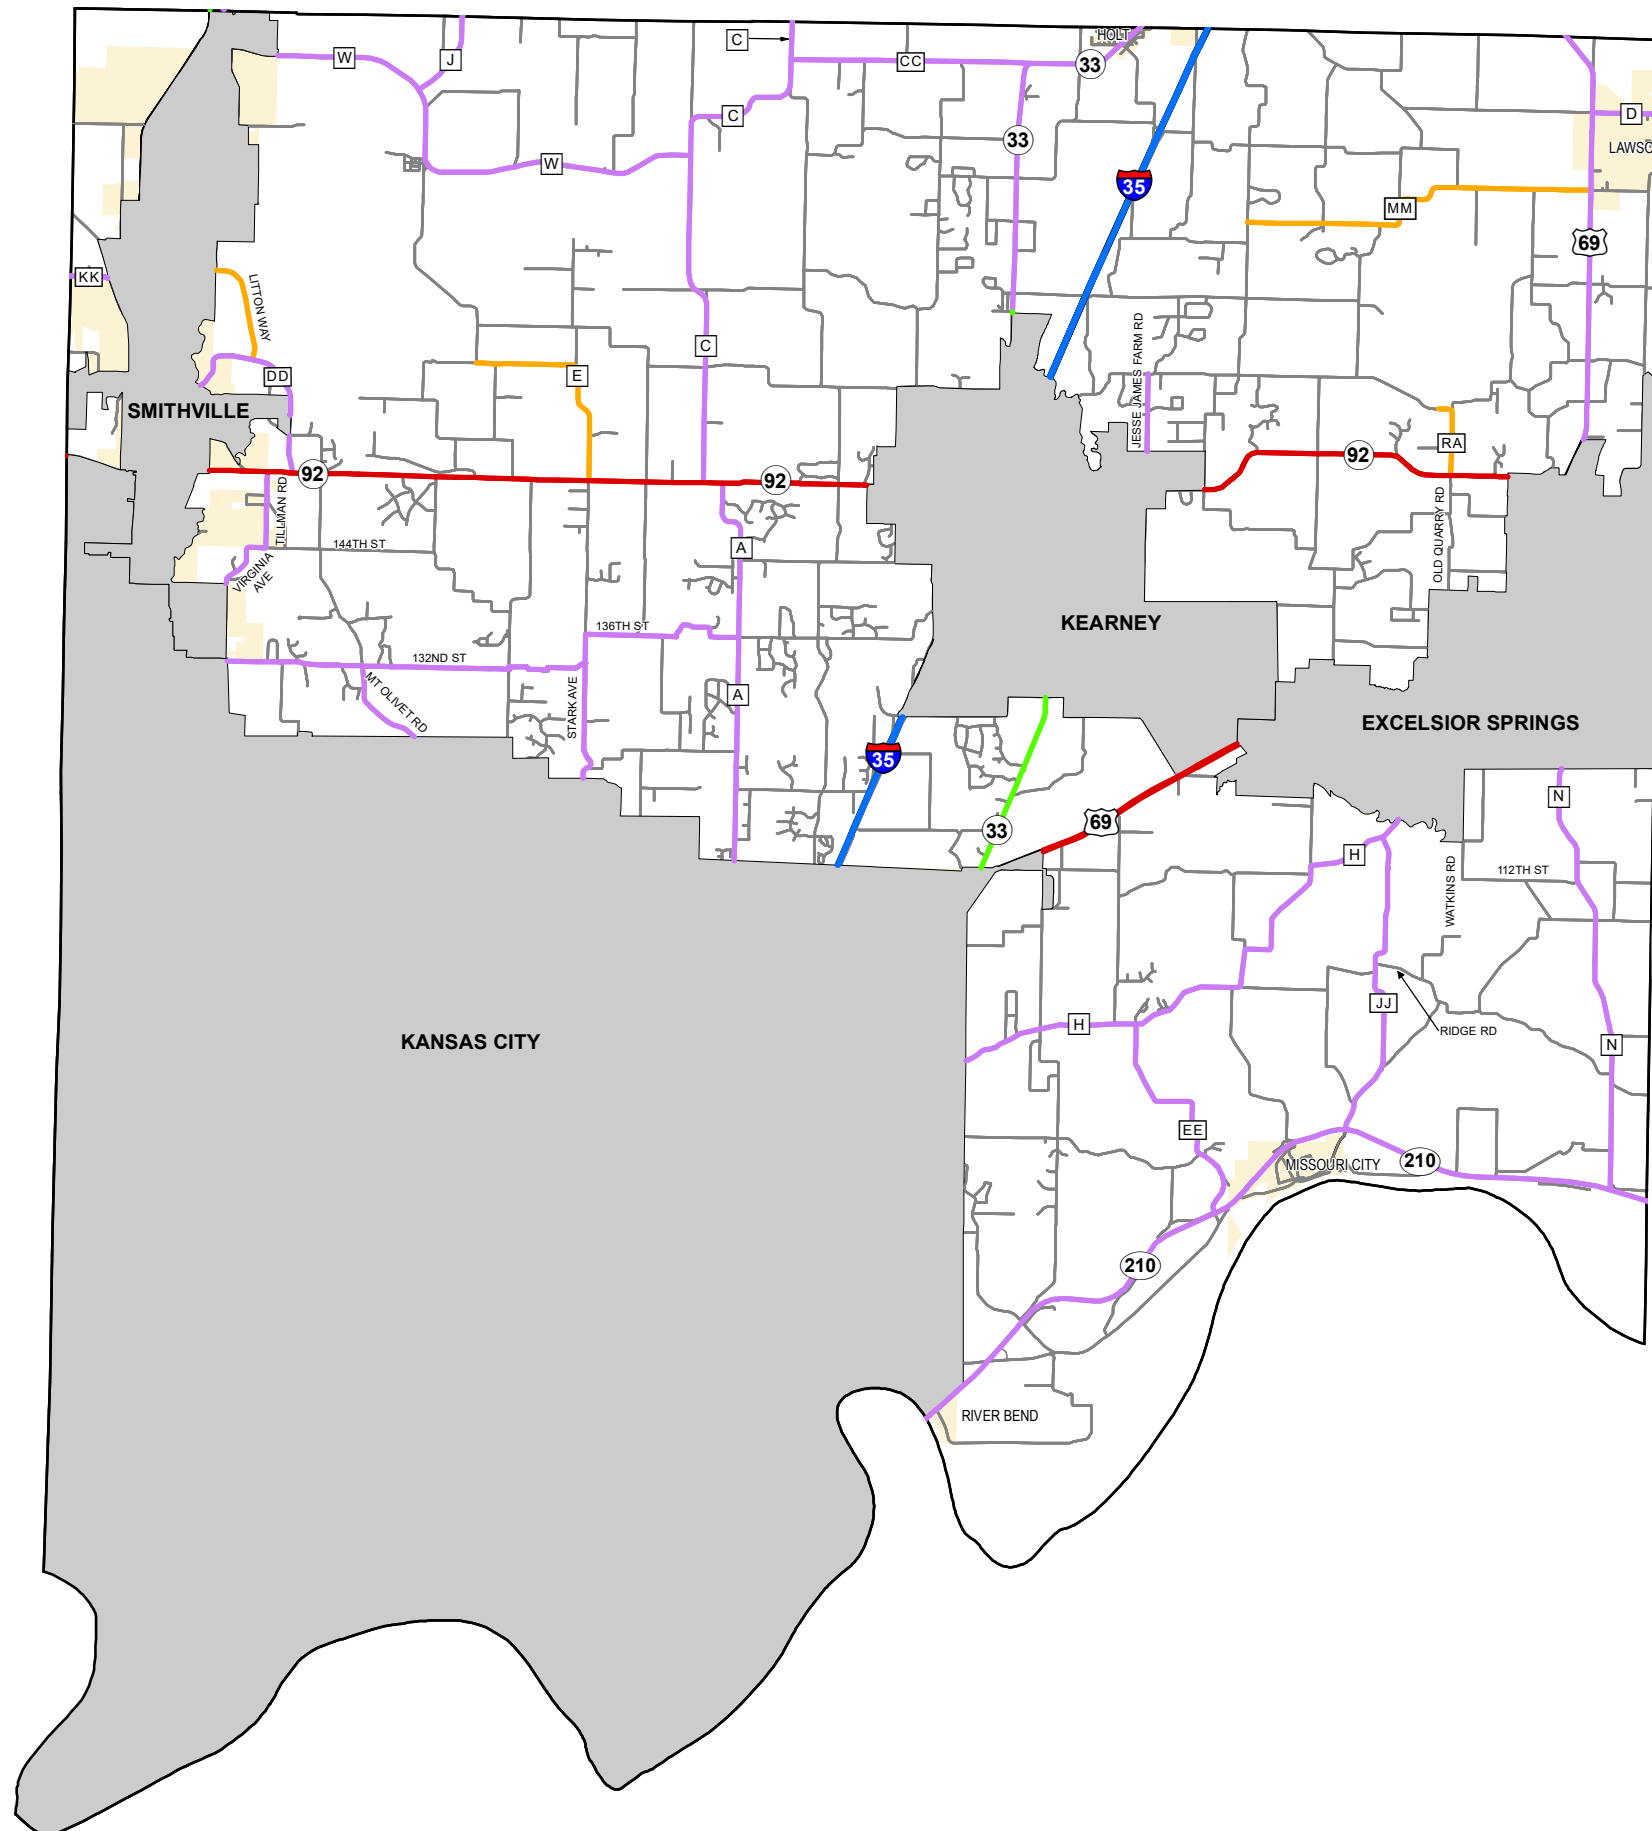 C
HOLT
W
J
CC
33
C
D
33
LAWSO
W
35
MM
69
KK
LITTON WAY
JESSE JAMES FARM RD
C
DD
E
SMITHVILLE
RA
92
92
92
TILLMAN RD
OLD QUARRY RD
144TH ST
A
VIRGINIA
AVE
136TH ST
KEARNEY
132ND ST
MT OLIVET RD
A
STARK AVE
EXCELSIOR SPRINGS
35
N
69
33
H
WATKINS RD
112TH ST
JJ
H
RIDGE RD
KANSAS CITY
N
EE
MISSOURI CITY
210
210
RIVER BEND